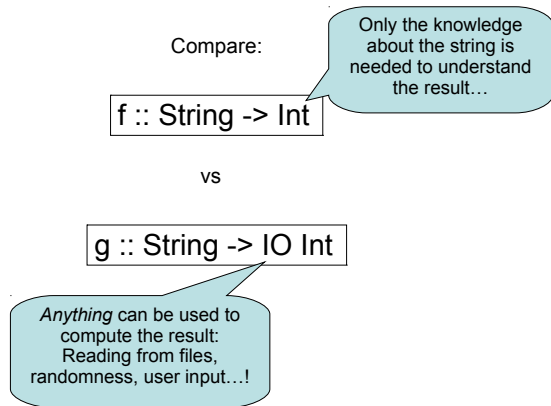 Compare:
Only the knowledge
about the string is
needed to understand
the result…
f :: String -> Int
vs
g :: String -> IO Int
Anything can be used to
compute the result:
Reading from files,
randomness, user input…!